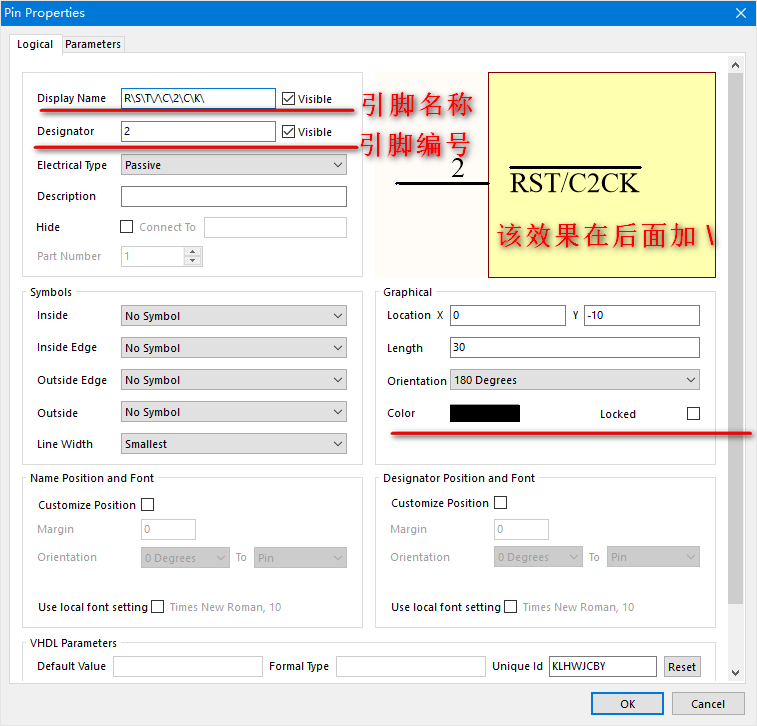 Pin Properties
Logical Parameters
Display Name R\S\T\/\C\2\C\K\ Visible 引脚名称
Designator 2 Visible 引脚编号
Electrical Type Passive
2 RST/C2CK
Description
Hide Connect To
该效果在后面加 \
Part Number 1
Symbols
Inside No Symbol
Inside Edge No Symbol
Outside Edge No Symbol
Outside No Symbol
Line Width Smallest
Graphical
Location X 0 Y -10
Length 30
Orientation 180 Degrees
Color Locked
Name Position and Font
Customize Position
Margin 0
Orientation 0 Degrees To Pin
Use local font setting Times New Roman, 10
Designator Position and Font
Customize Position
Margin 0
Orientation 0 Degrees To Pin
Use local font setting Times New Roman, 10
VHDL Parameters
Default Value Formal Type Unique Id KLHWJCBY Reset
OK Cancel